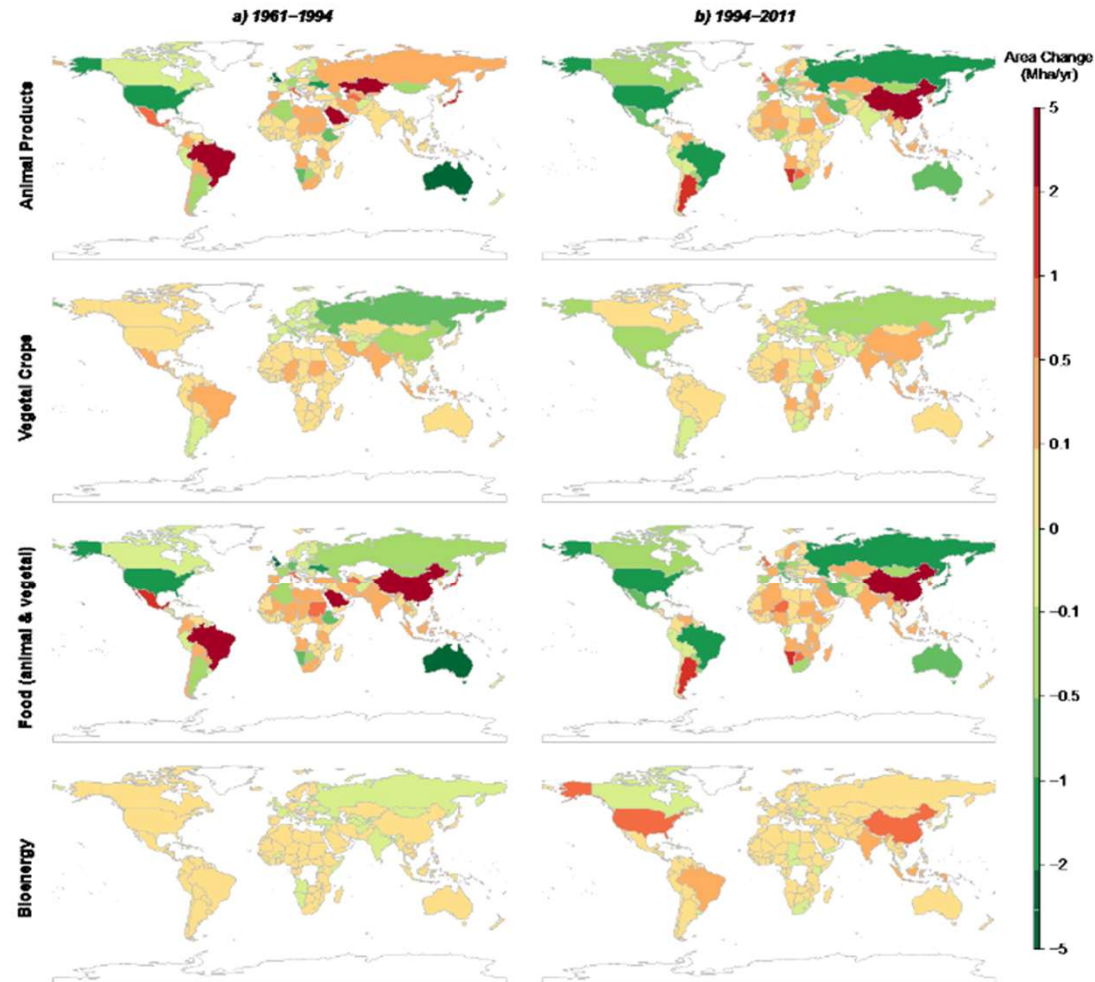 a) 1961–1994
b) 1994–2011
Area Change
(Mha/yr)
Animal Products
Vegetal Crops
Food (animal & vegetal)
Bioenergy
5
2
1
0.5
0.1
0
-0.1
-0.5
-1
-2
-5